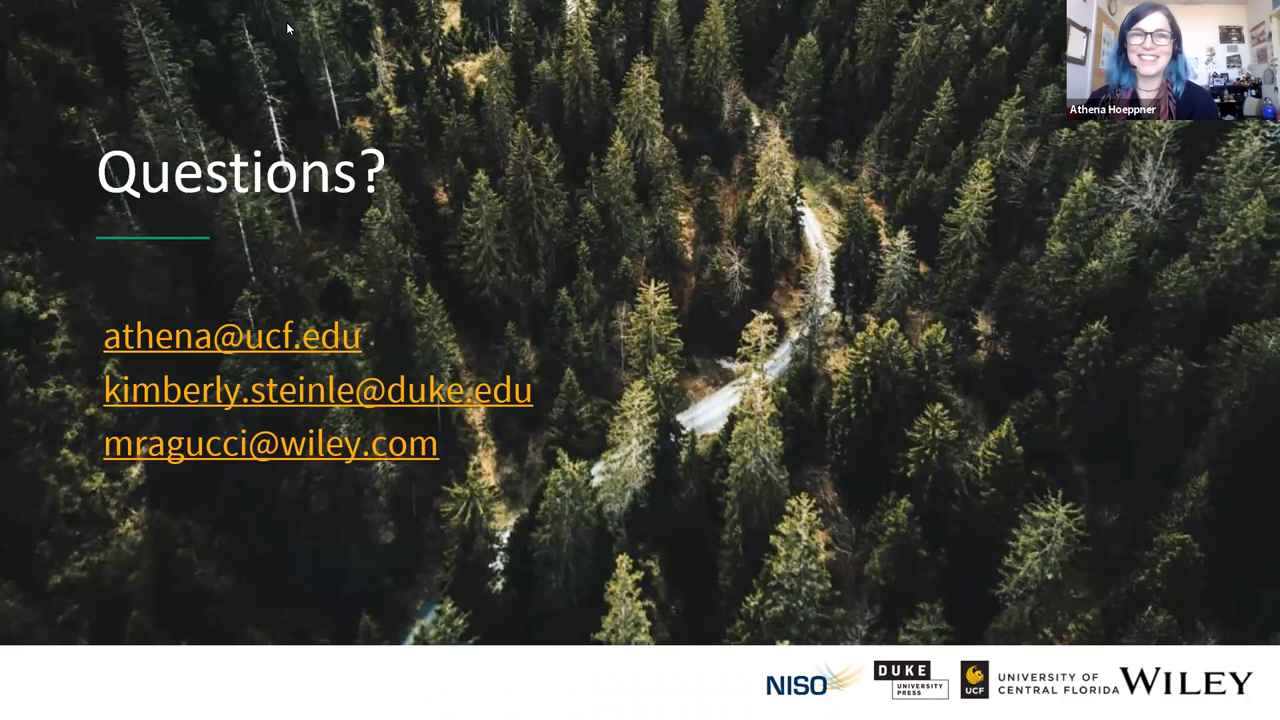 Athena Hoeppner
Questions?
athena@ucf.edu
kimberly.steinle@duke.edu
mragucci@wiley.com
NISO
DUKE
UNIVERSITY
PRESS
UCF
UNIVERSITY OF
CENTRAL FLORIDA
WILEY